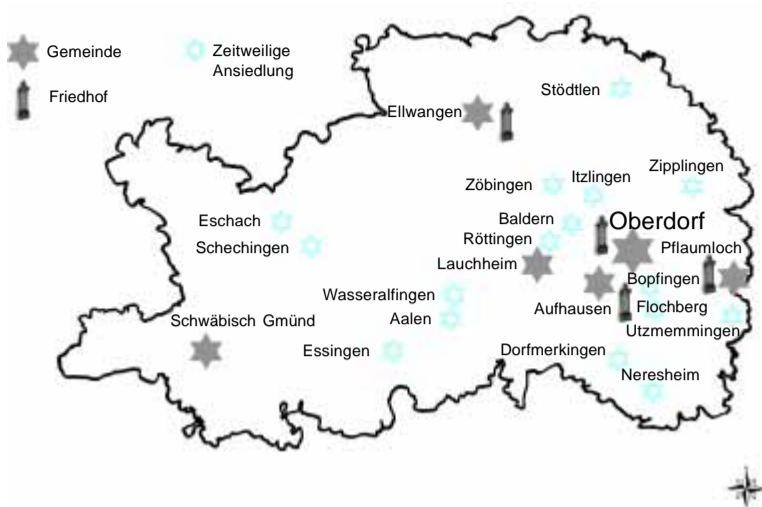 Gemeinde
Zeitweilige
Ansiedlung
Friedhof
Stödtlen
Ellwangen
Zöbingen
Itzlingen
Zipplingen
Eschach
Baldern
Oberdorf
Schechingen
Röttingen
Pflaumloch
Lauchheim
Bopfingen
Wasseralfingen
Aufhausen
Flochberg
Schwäbisch Gmünd
Aalen
Utzmemmingen
Essingen
Dorfmerkingen
Neresheim